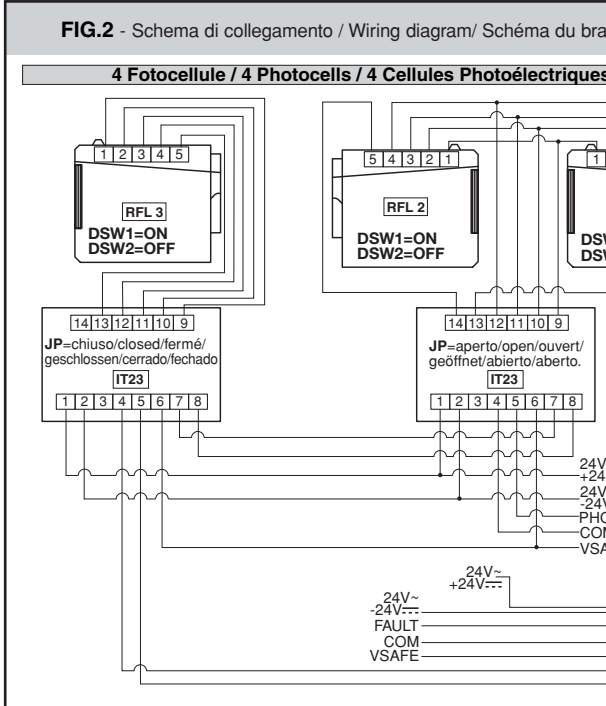 FIG.2 - Schema di collegamento / Wiring diagram/ Schéma du
4 Fotocellule / 4 Photocells / 4 Cellules Photoélectriques
1 2 3 4 5
RFL 3
DSW1=ON
DSW2=OFF
5 4 3 2 1
RFL 2
DSW1=ON
DSW2=OFF
1
14 13 12 11 10 9
JP=chiuso/closed/fermé/
geschlossen/cerrado/fechado
IT23
1 2 3 4 5 6 7 8
14 13 12 11 10 9
JP=aperto/open/ouvert/
geöffnet/abierto/aberto.
IT23
1 2 3 4 5 6 7 8
24V~
+24V
24V~
-24V
FAULT
COM
VSAFE